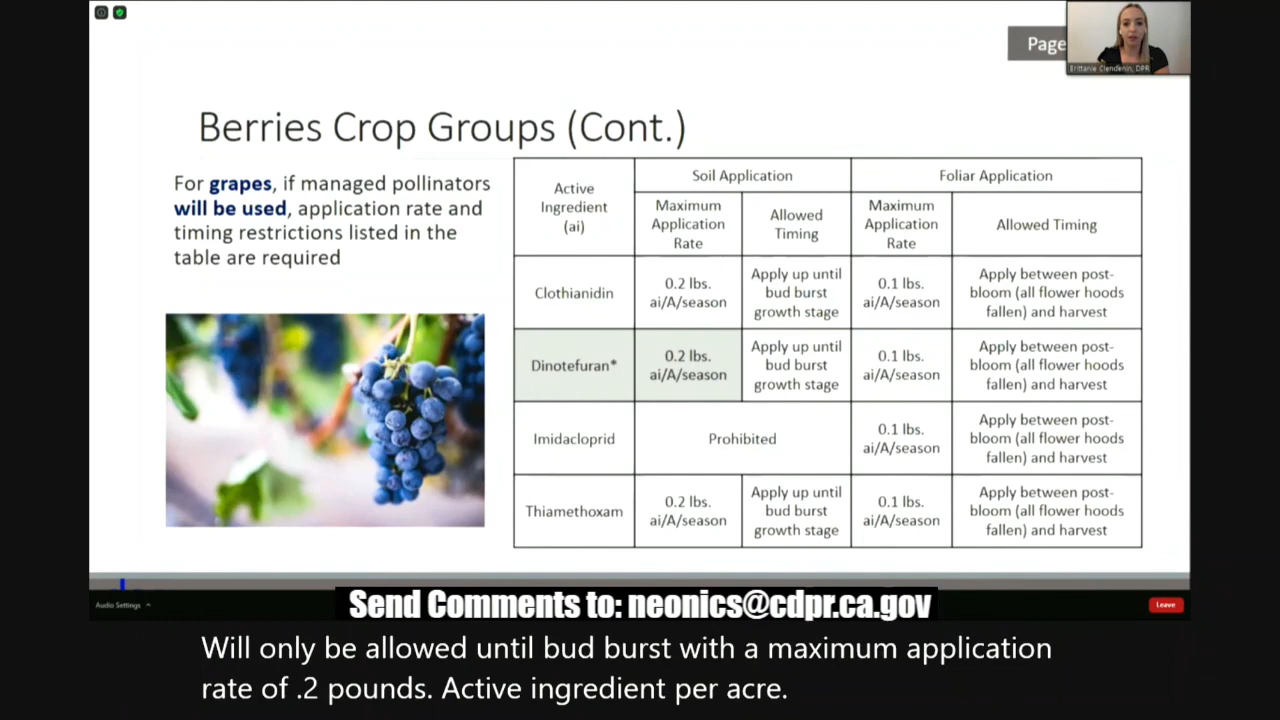 Page
Brittanie Clendenin, DPR
Berries Crop Groups (Cont.)
For grapes, if managed pollinators
will be used, application rate and
timing restrictions listed in the
table are required
Active
Ingredient
(ai)
Soil Application
Foliar Application
Maximum
Application
Rate
Allowed
Timing
Maximum
Application
Rate
Allowed Timing
Clothianidin
0.2 lbs.
ai/A/season
Apply up until
bud burst
growth stage
0.1 lbs.
ai/A/season
Apply between post-
bloom (all flower hoods
fallen) and harvest
Dinotefuran*
0.2 lbs.
ai/A/season
Apply up until
bud burst
growth stage
0.1 lbs.
ai/A/season
Apply between post-
bloom (all flower hoods
fallen) and harvest
Imidacloprid
Prohibited
0.1 lbs.
ai/A/season
Apply between post-
bloom (all flower hoods
fallen) and harvest
Thiamethoxam
0.2 lbs.
ai/A/season
Apply up until
bud burst
growth stage
0.1 lbs.
ai/A/season
Apply between post-
bloom (all flower hoods
fallen) and harvest
Audio Settings
Leave
Send Comments to: neonics@cdpr.ca.gov
Will only be allowed until bud burst with a maximum application
rate of .2 pounds. Active ingredient per acre.